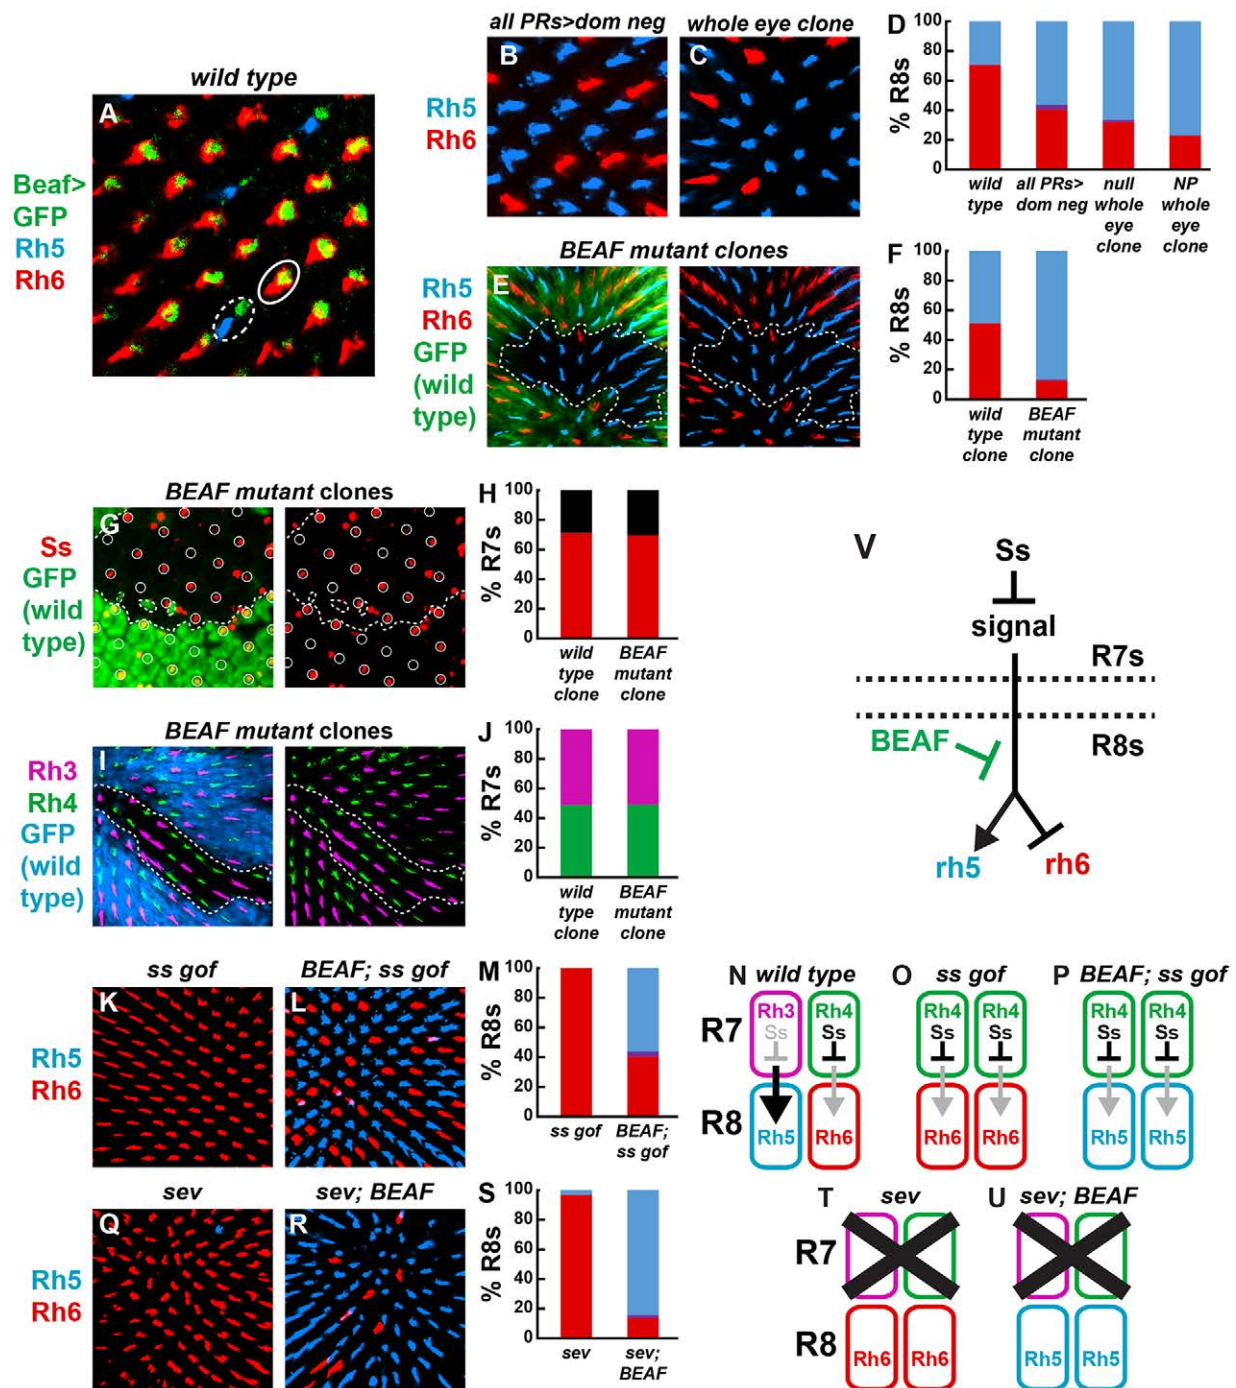 wild type
A
Beaf>
GFP
Rh5
Rh6
all PRs>dom neg
whole eye clone
B
C
Rh5
Rh6
D
% R8s
100
80
60
40
20
0
wild
type
all PRs>
dom neg
null
whole
eye
clone
NP
whole
eye
clone
BEAF mutant clones
E
Rh5
Rh6
GFP
(wild
type)
F
% R8s
100
80
60
40
20
0
wild
type
clone
BEAF
mutant
clone
BEAF mutant clones
G
Ss
GFP
(wild
type)
H
% R7s
100
80
60
40
20
0
wild
type
clone
BEAF
mutant
clone
BEAF mutant clones
I
Rh3
Rh4
GFP
(wild
type)
J
% R7s
100
80
60
40
20
0
wild
type
clone
BEAF
mutant
clone
V
Ss
signal
R7s
BEAF
R8s
rh5
rh6
ss gof
BEAF; ss gof
K
L
Rh5
Rh6
M
% R8s
100
80
60
40
20
0
ss gof
BEAF;
ss gof
N wild type
O ss gof
P BEAF; ss gof
R7
Rh3
Ss
Rh4
Ss
Rh4
Ss
Rh4
Ss
Rh4
Ss
Rh4
Ss
R8
Rh5
Rh6
Rh6
Rh6
Rh5
Rh5
sev
sev; BEAF
Q
R
Rh5
Rh6
S
% R8s
100
80
60
40
20
0
sev
sev;
BEAF
T sev
U sev; BEAF
R7
R8
Rh6
Rh6
Rh5
Rh5